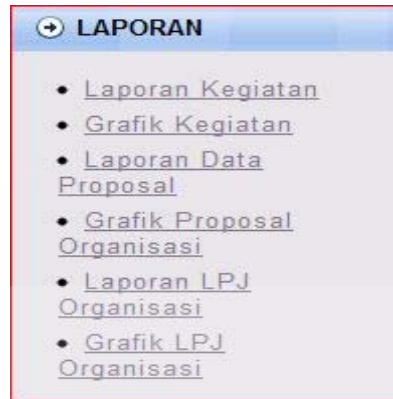 LAPORAN
Laporan Kegiatan
Grafik Kegiatan
Laporan Data
Proposal
Grafik Proposal
Organisasi
Laporan LPJ
Organisasi
Grafik LPJ
Organisasi